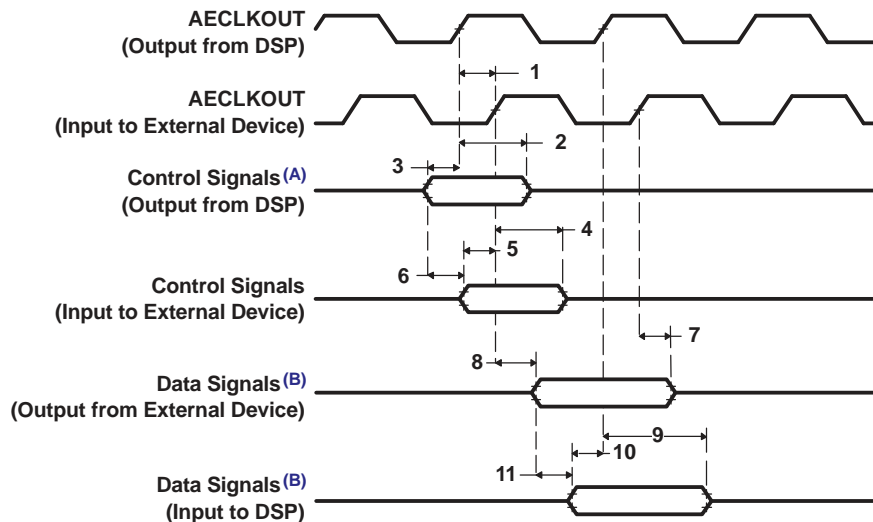 AECLKOUT
(Output from DSP)
1
AECLKOUT
(Input to External Device)
2
3
Control Signals(A)
(Output from DSP)
4
5
6
Control Signals
(Input to External Device)
7
8
Data Signals(B)
(Output from External Device)
9
10
11
Data Signals(B)
(Input to DSP)